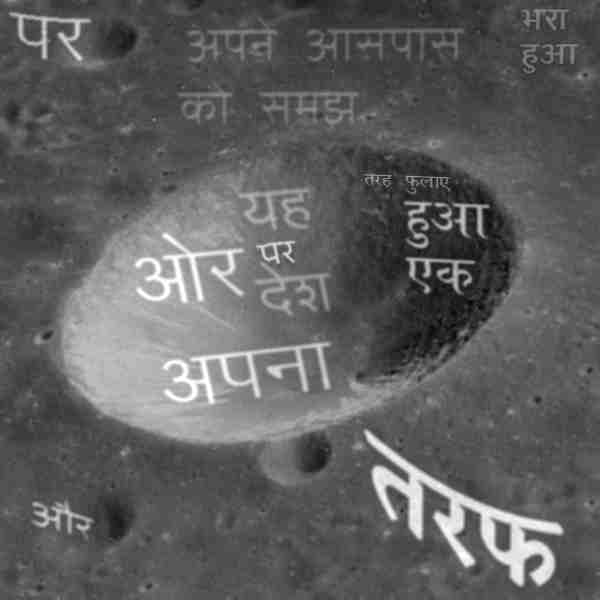 पर
अपने आसपास
को समझ
भरा
हुआ
तरह फुलाए
यह
हुआ
एक
ओर
पर
देश
अपना
तरफ
और